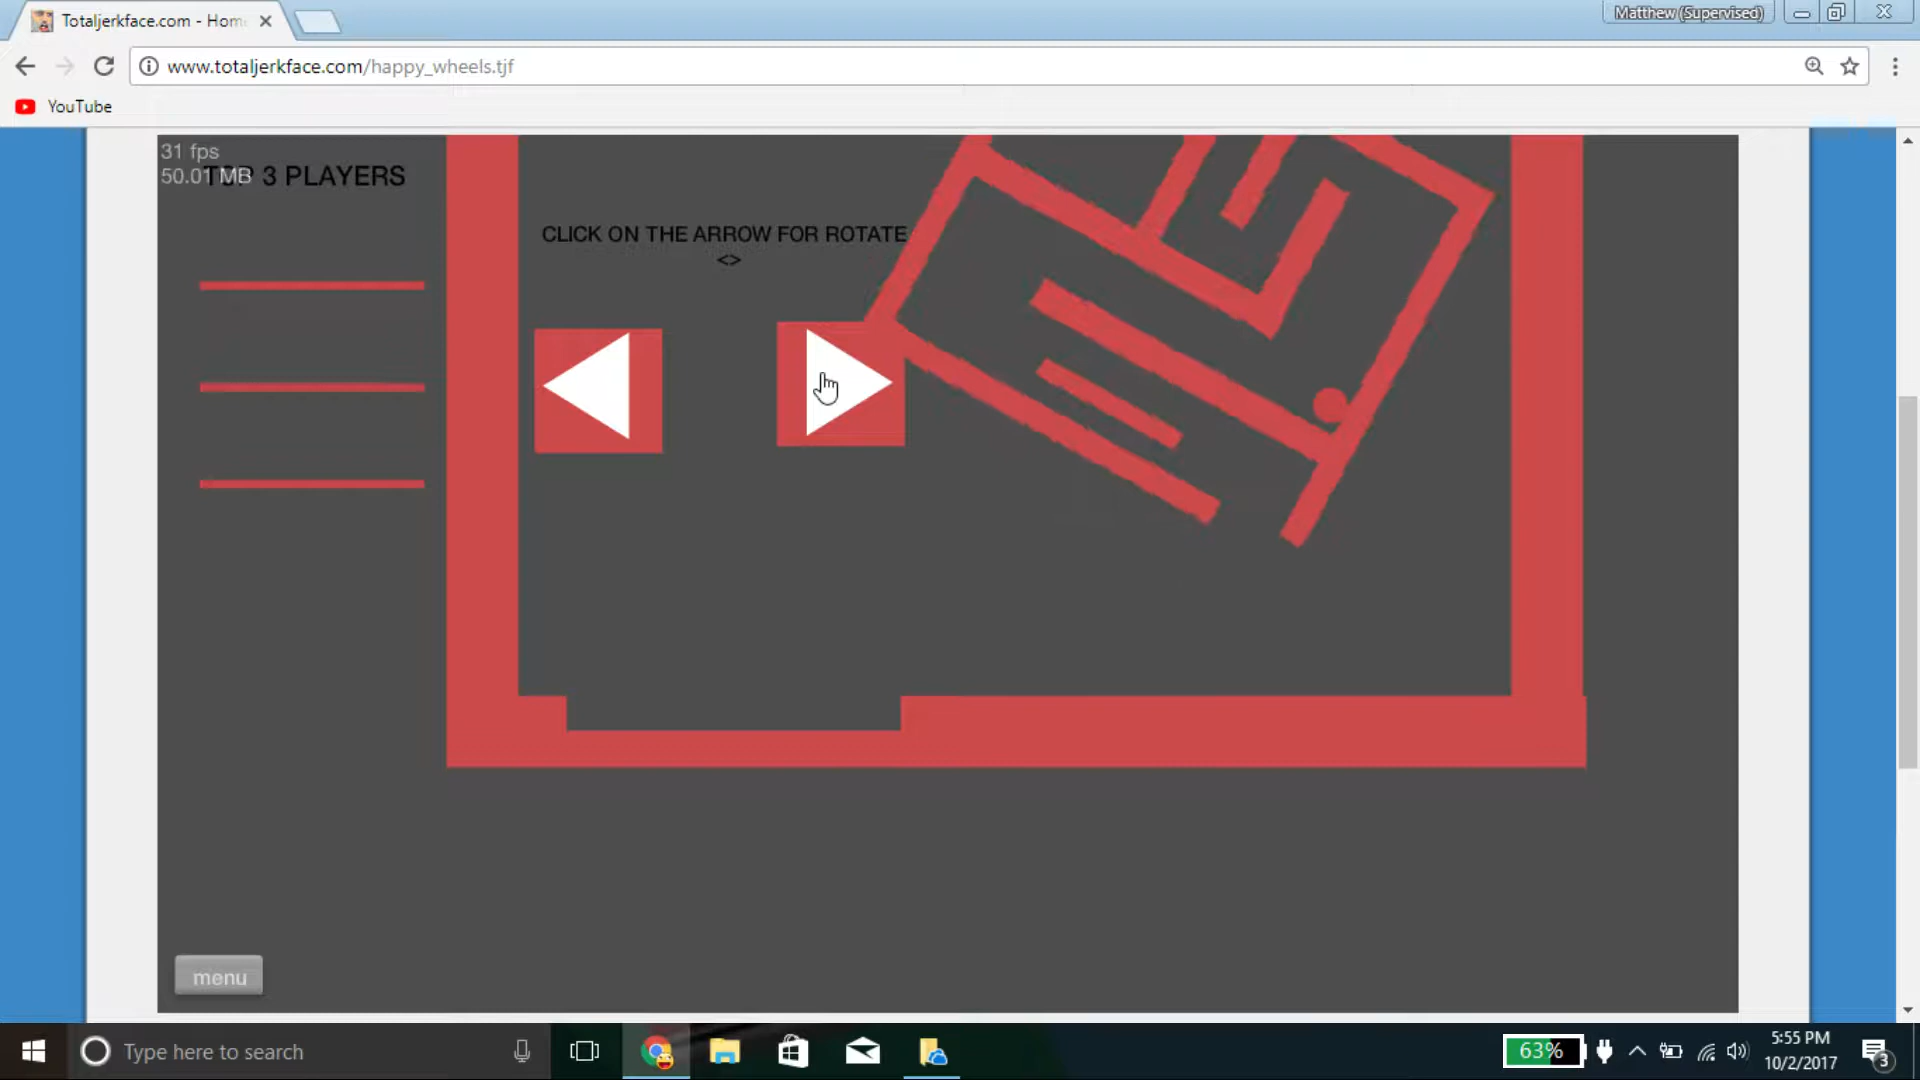 Totaljerkface.com - Hom
Matthew (Supervised)
www.totaljerkface.com/happy_wheels.tjf
YouTube
31 fps
50.01 MB
TOP 3 PLAYERS
CLICK ON THE ARROW FOR ROTATE
<>
menu
Type here to search
63%
5:55 PM
10/2/2017
3